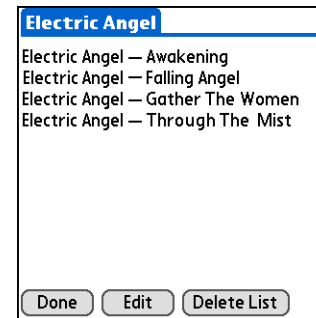 Electric Angel
Electric Angel — Awakening
Electric Angel — Falling Angel
Electric Angel — Gather The Women
Electric Angel — Through The Mist
Done Edit Delete List